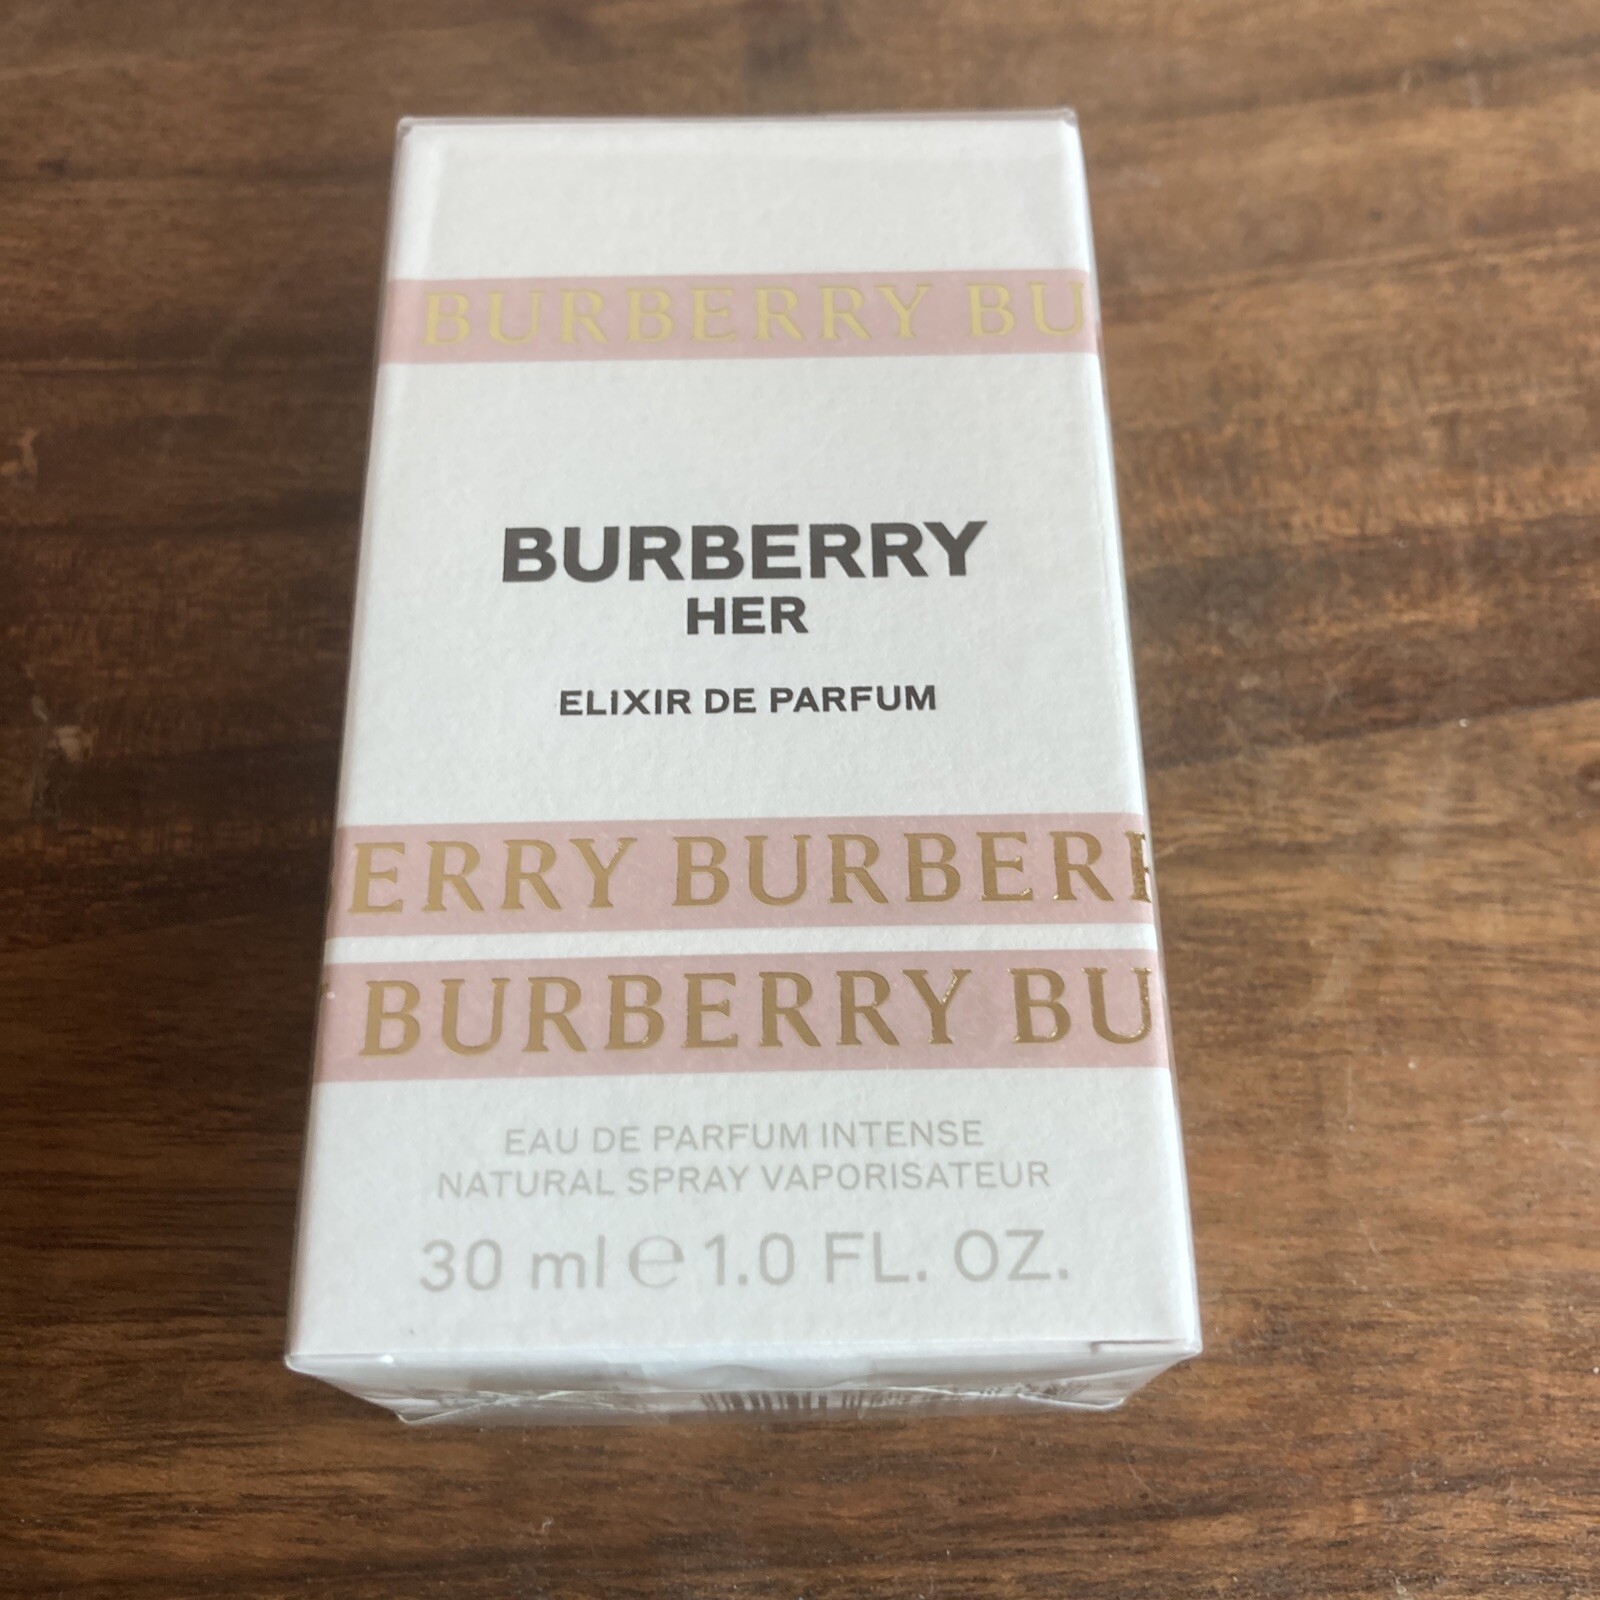 BURBERRY BU
BURBERRY
HER
ELIXIR DE PARFUM
ERRY BURBERR
BURBERRY BU
EAU DE PARFUM INTENSE
NATURAL SPRAY VAPORISATEUR
30 ml ℮ 1.0 FL. OZ.